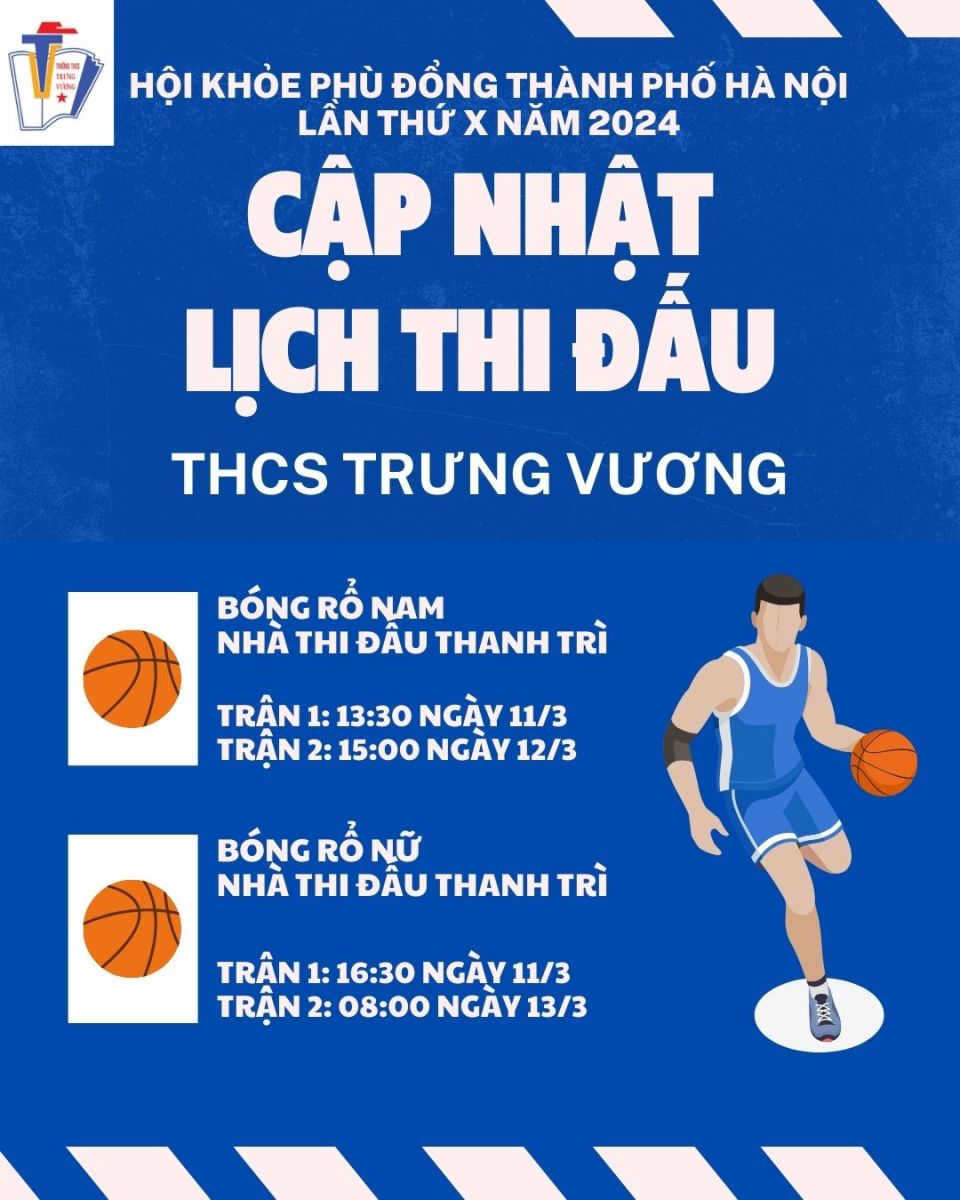 TRƯỜNG THCS
TRƯNG
VƯƠNG
HỘI KHỎE PHÙ ĐỔNG THÀNH PHỐ HÀ NỘI
LẦN THỨ X NĂM 2024
CẬP NHẬT
LỊCH THI ĐẤU
THCS TRƯNG VƯƠNG
BÓNG RỔ NAM
NHÀ THI ĐẤU THANH TRÌ
TRẬN 1: 13:30 NGÀY 11/3
TRẬN 2: 15:00 NGÀY 12/3
BÓNG RỔ NỮ
NHÀ THI ĐẤU THANH TRÌ
TRẬN 1: 16:30 NGÀY 11/3
TRẬN 2: 08:00 NGÀY 13/3